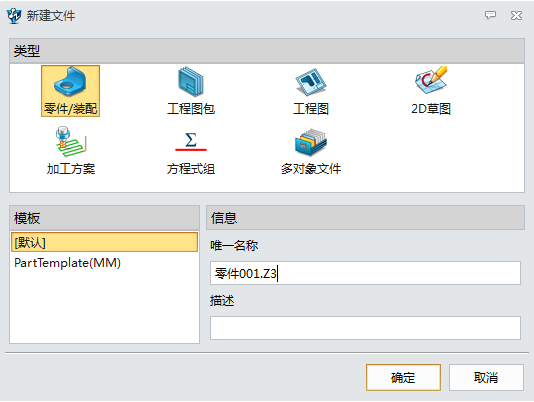 新建文件
类型
零件/装配
工程图包
工程图
2D草图
加工方案
方程式组
多对象文件
模板
[默认]
PartTemplate(MM)
信息
唯一名称
零件001.Z3
描述
确定
取消